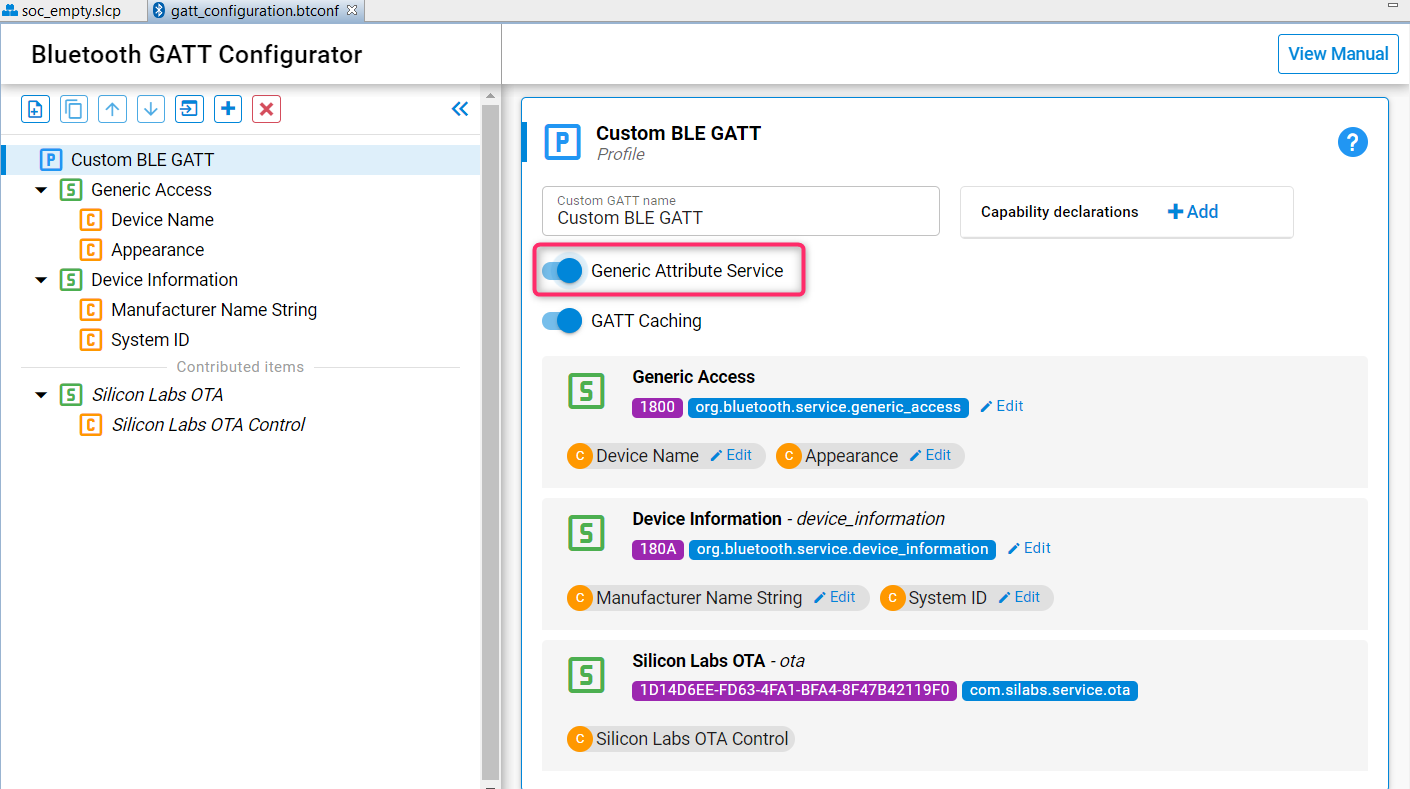 soc_empty.slcp
gatt_configuration.btconf
Bluetooth GATT Configurator
View Manual
P Custom BLE GATT
S Generic Access
C Device Name
C Appearance
S Device Information
C Manufacturer Name String
C System ID
Contributed items
S Silicon Labs OTA
C Silicon Labs OTA Control
P
Custom BLE GATT
Profile
?
Custom GATT name
Custom BLE GATT
Capability declarations
Add
Generic Attribute Service
GATT Caching
S
Generic Access
1800 org.bluetooth.service.generic_access Edit
C Device Name Edit
C Appearance Edit
S
Device Information - device_information
180A org.bluetooth.service.device_information Edit
C Manufacturer Name String Edit
C System ID Edit
S
Silicon Labs OTA - ota
1D14D6EE-FD63-4FA1-BFA4-8F47B42119F0 com.silabs.service.ota
C Silicon Labs OTA Control